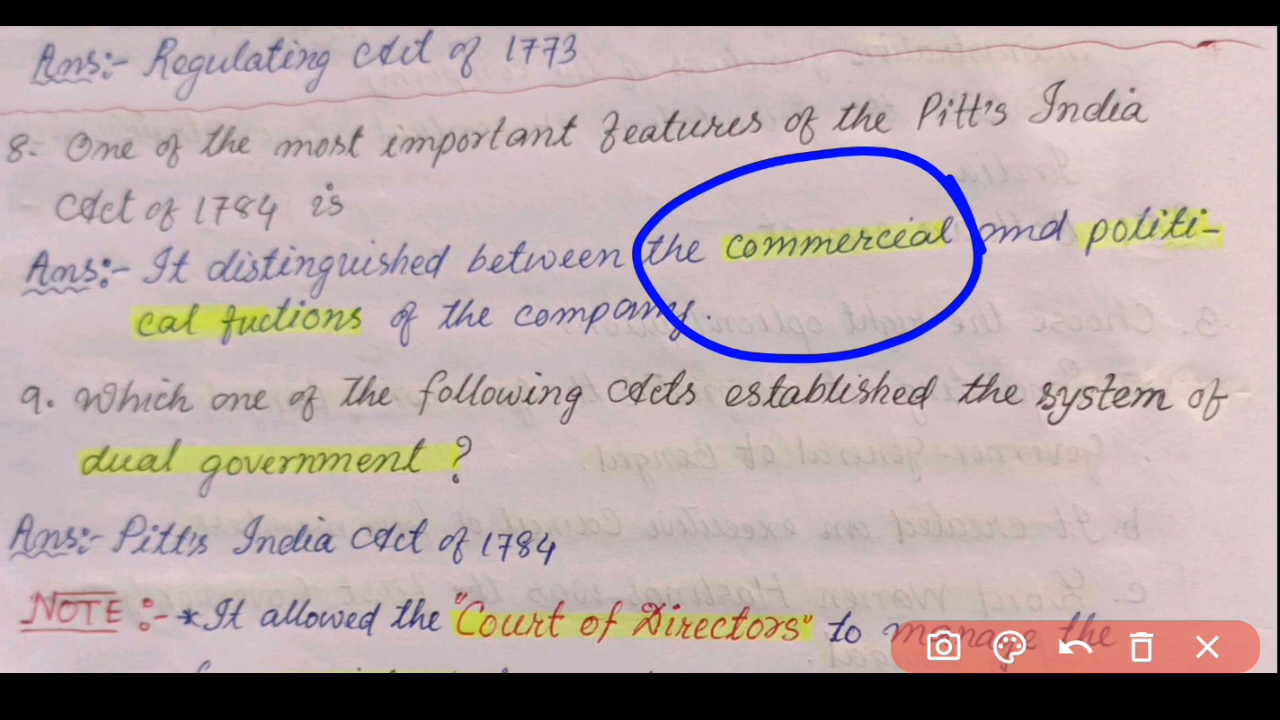 Ans:- Regulating Act of 1773
8- One of the most important features of the Pitt's India
Act of 1784 is
Ans:- It distinguished between the commercial and politi-
cal fuctions of the company.
9. Which one of the following Acts established the system of
dual government ?
Ans:- Pitt's India Act of 1784
NOTE :- * It allowed the "Court of Directors" to manage the